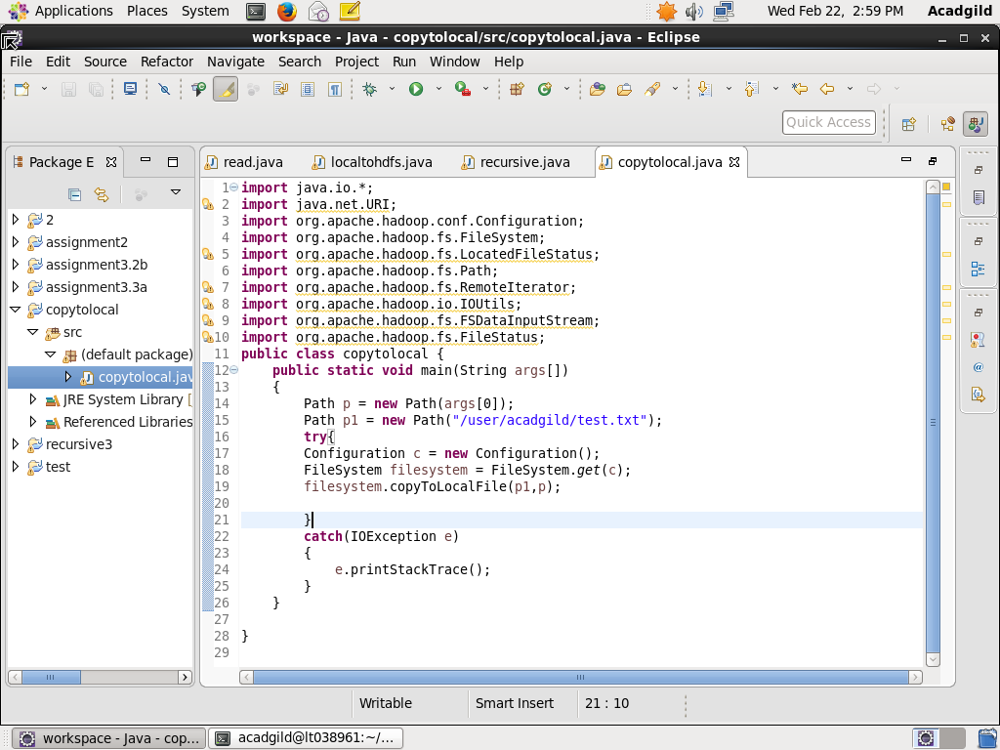 Applications Places System Wed Feb 22, 2:59 PM Acadgild
workspace - Java - copytolocal/src/copytolocal.java - Eclipse
File Edit Source Refactor Navigate Search Project Run Window Help
Quick Access
Package E
read.java localtohdfs.java recursive.java copytolocal.java
2
assignment2
assignment3.2b
assignment3.3a
copytolocal
src
(default package)
copytolocal.jav
JRE System Library [
Referenced Libraries
recursive3
test
1 import java.io.*;
2 import java.net.URI;
3 import org.apache.hadoop.conf.Configuration;
4 import org.apache.hadoop.fs.FileSystem;
5 import org.apache.hadoop.fs.LocatedFileStatus;
6 import org.apache.hadoop.fs.Path;
7 import org.apache.hadoop.fs.RemoteIterator;
8 import org.apache.hadoop.io.IOUtils;
9 import org.apache.hadoop.fs.FSDataInputStream;
10 import org.apache.hadoop.fs.FileStatus;
11 public class copytolocal {
12 public static void main(String args[])
13 {
14 Path p = new Path(args[0]);
15 Path p1 = new Path("/user/acadgild/test.txt");
16 try{
17 Configuration c = new Configuration();
18 FileSystem filesystem = FileSystem.get(c);
19 filesystem.copyToLocalFile(p1,p);
20
21 }
22 catch(IOException e)
23 {
24 e.printStackTrace();
25 }
26 }
27
28 }
29
Writable Smart Insert 21 : 10
workspace - Java - cop... acadgild@lt038961:~/...